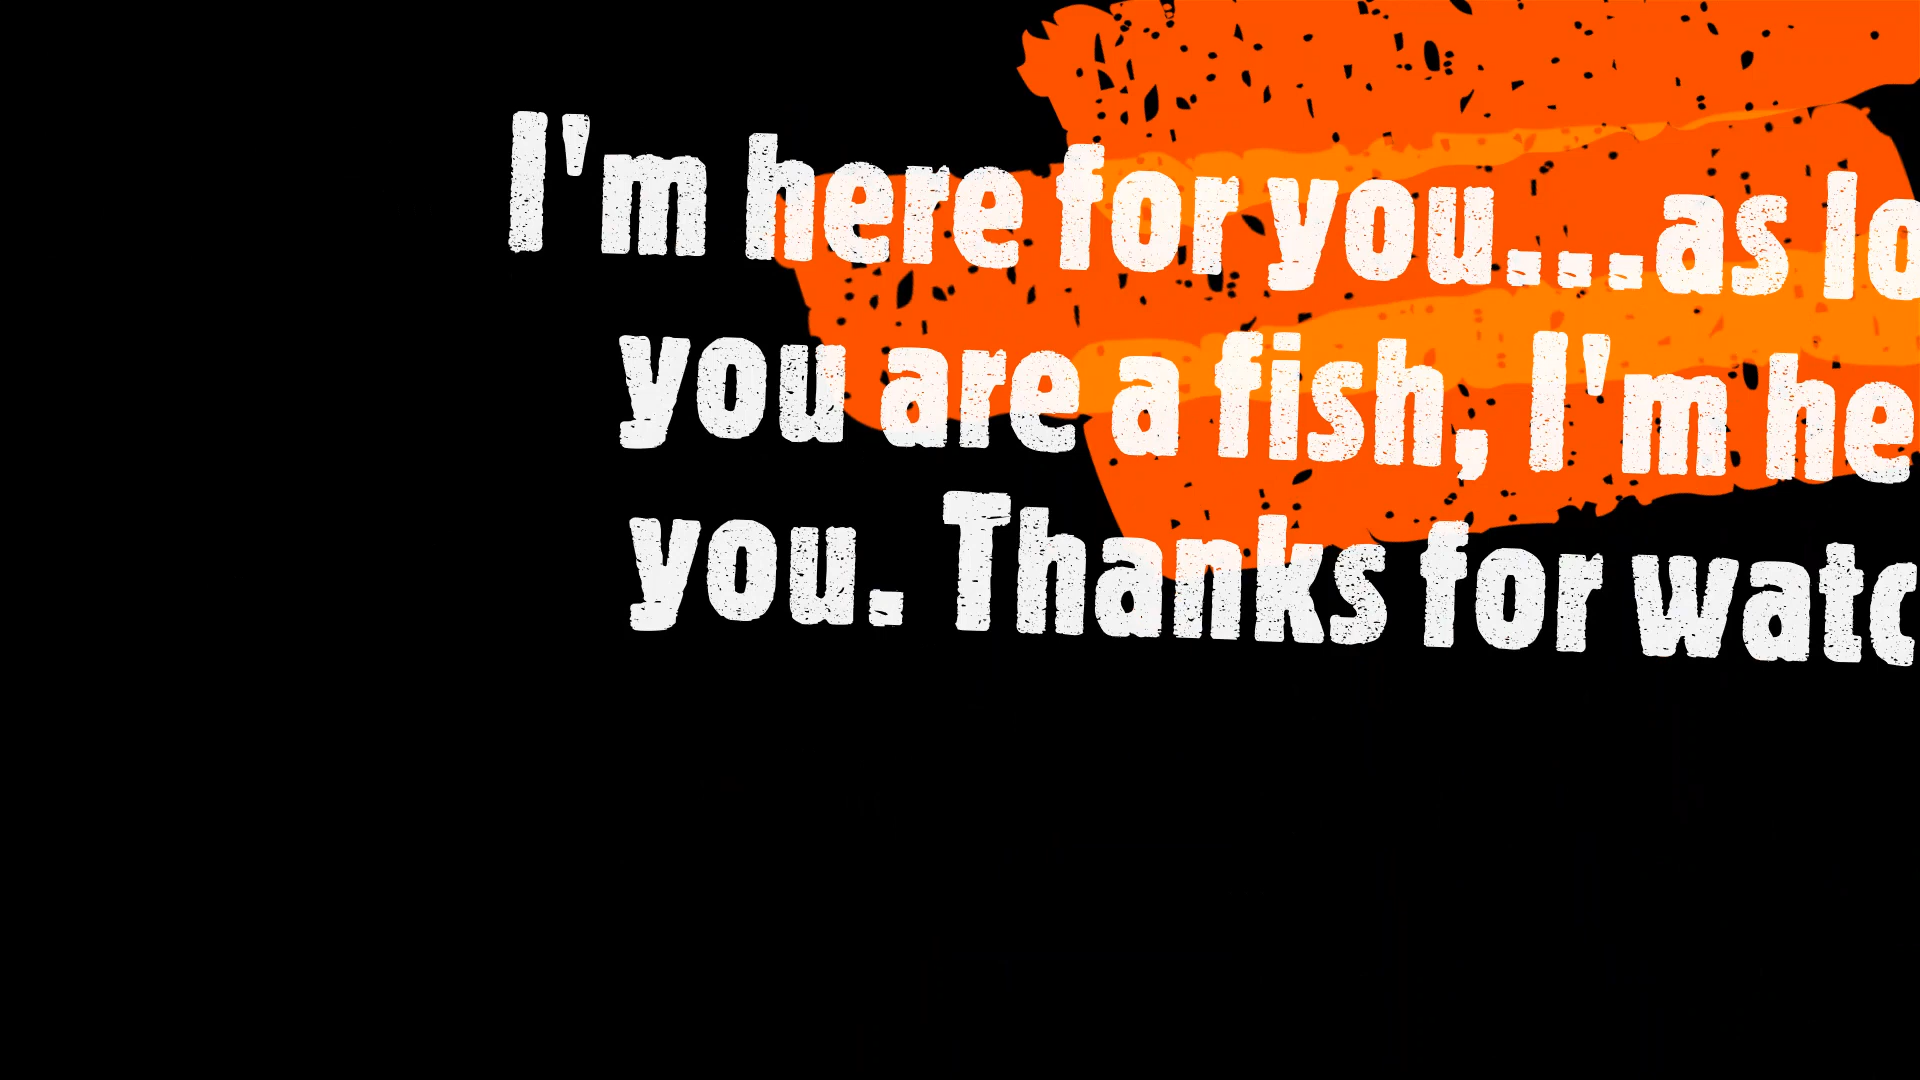 I'm here for you...as lo
you are a fish, I'm he
you. Thanks for watc